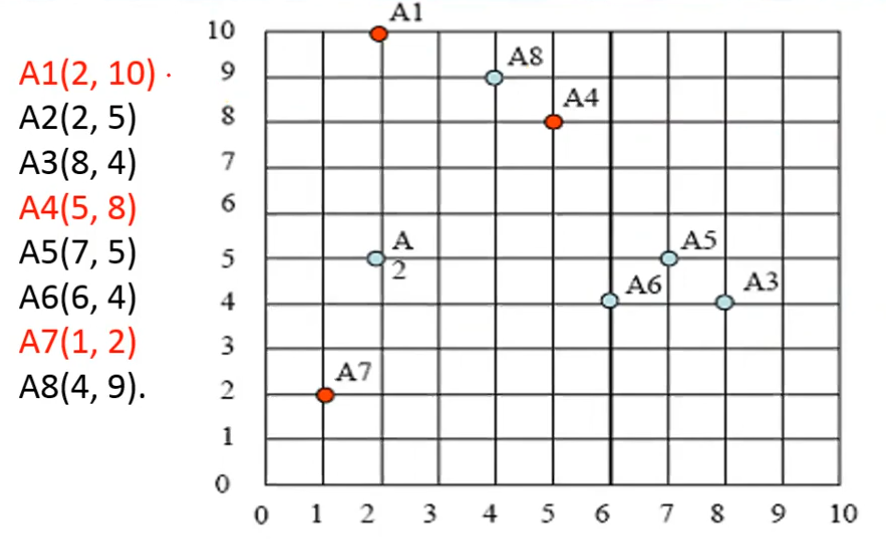 A1(2, 10)
A2(2, 5)
A3(8, 4)
A4(5, 8)
A5(7, 5)
A6(6, 4)
A7(1, 2)
A8(4, 9).
A1
10
A8
9
A4
8
7
6
A
2
A5
5
A6
A3
4
3
A7
2
1
0
0 1 2 3 4 5 6 7 8 9 10